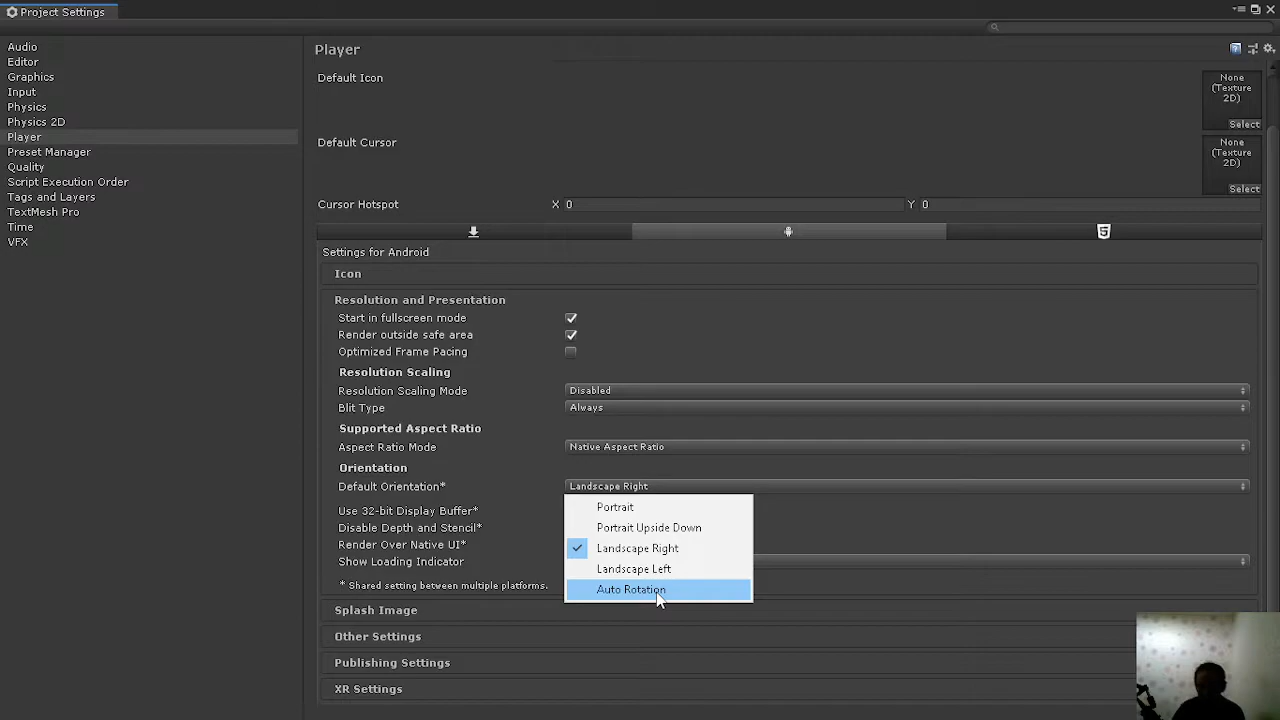 Project Settings
Audio
Editor
Graphics
Input
Physics
Physics 2D
Player
Preset Manager
Quality
Script Execution Order
Tags and Layers
TextMesh Pro
Time
VFX
Player
Default Icon
None
(Texture
2D)
Select
Default Cursor
None
(Texture
2D)
Select
Cursor Hotspot X 0 Y 0
Settings for Android
Icon
Resolution and Presentation
Start in fullscreen mode
Render outside safe area
Optimized Frame Pacing
Resolution Scaling
Resolution Scaling Mode Disabled
Blit Type Always
Supported Aspect Ratio
Aspect Ratio Mode Native Aspect Ratio
Orientation
Default Orientation* Landscape Right
Portrait
Portrait Upside Down
Landscape Right
Landscape Left
Auto Rotation
Use 32-bit Display Buffer*
Disable Depth and Stencil*
Render Over Native UI*
Show Loading Indicator
* Shared setting between multiple platforms.
Splash Image
Other Settings
Publishing Settings
XR Settings